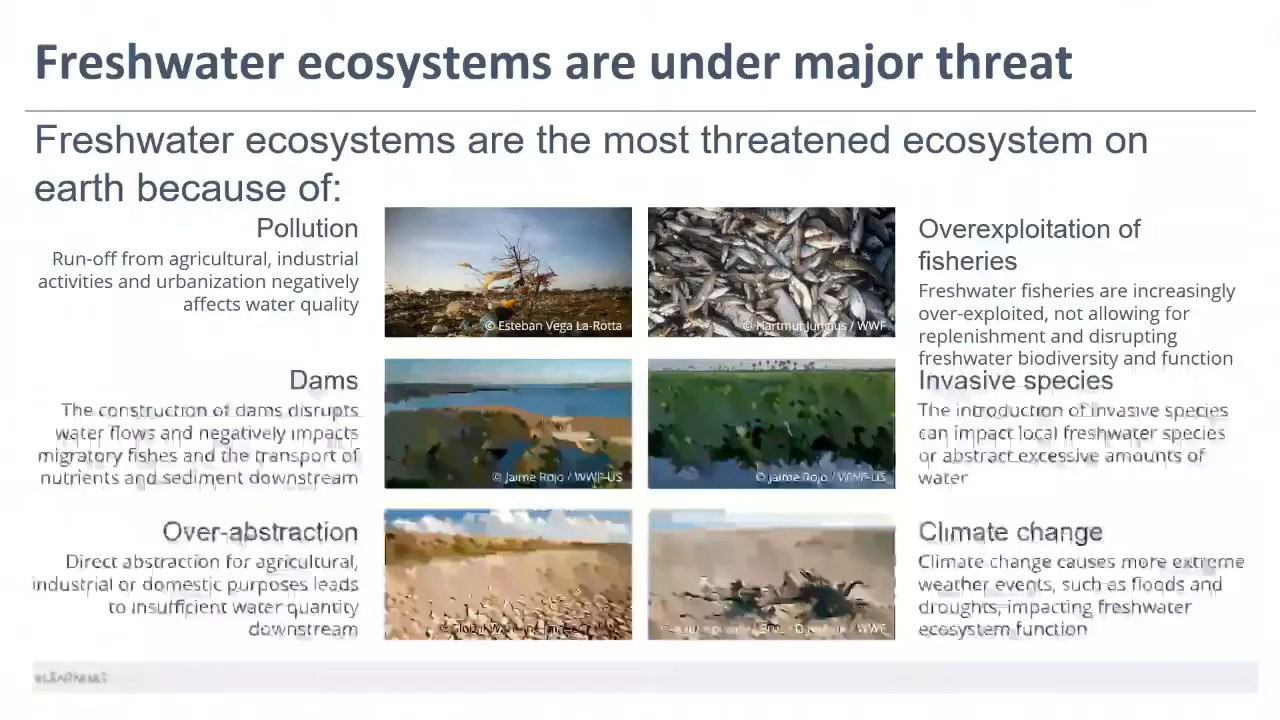 Freshwater ecosystems are under major threat
Freshwater ecosystems are the most threatened ecosystem on
earth because of:
Pollution
Run-off from agricultural, industrial
activities and urbanization negatively
affects water quality
© Esteban Vega La-Rotta
© Hartmut Jungius / WWF
Overexploitation of
fisheries
Freshwater fisheries are increasingly
over-exploited, not allowing for
replenishment and disrupting
freshwater biodiversity and function
Dams
The construction of dams disrupts
water flows and negatively impacts
migratory fishes and the transport of
nutrients and sediment downstream
© Jaime Rojo / WWF-US
© Jaime Rojo / WWF-US
Invasive species
The introduction of invasive species
can impact local freshwater species
or abstract excessive amounts of
water
Over-abstraction
Direct abstraction for agricultural,
industrial or domestic purposes leads
to insufficient water quantity
downstream
Climate change
Climate change causes more extreme
weather events, such as floods and
droughts, impacting freshwater
ecosystem function